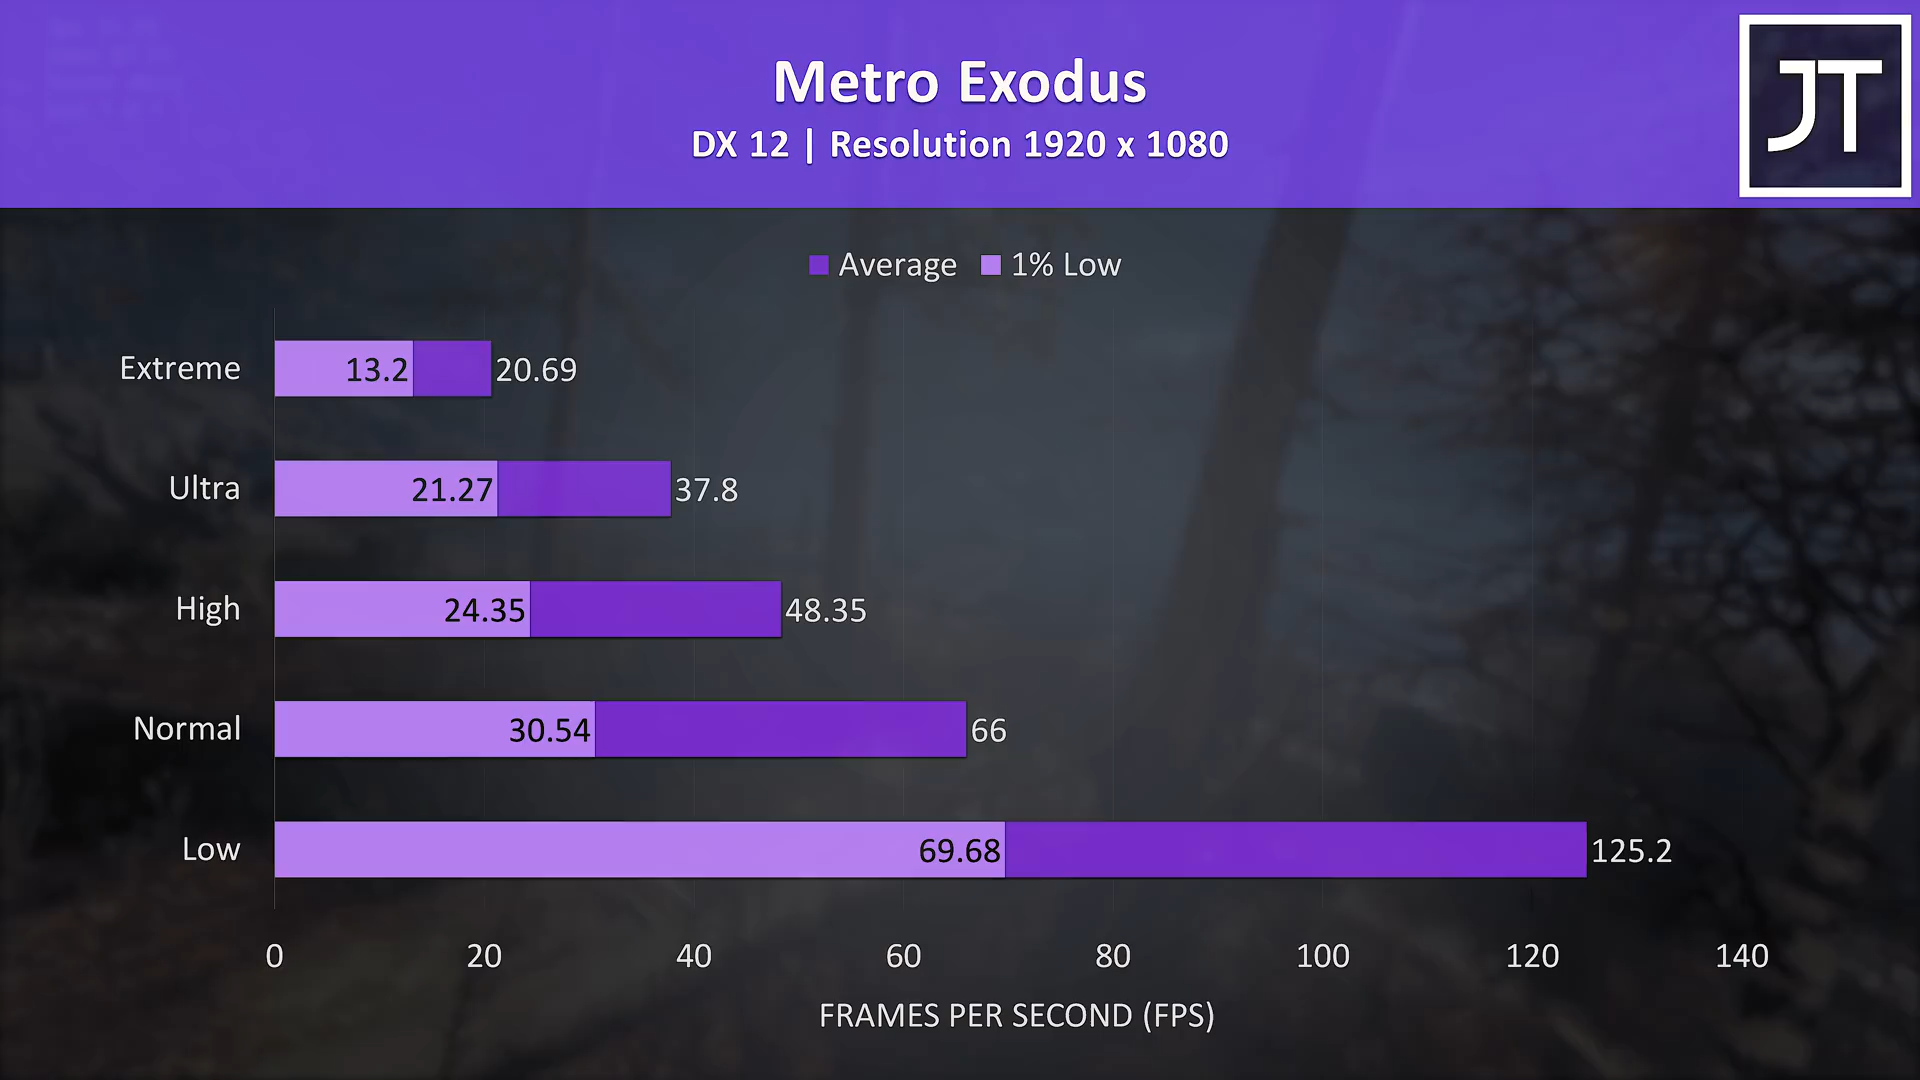 Metro Exodus
JT
DX 12 | Resolution 1920 x 1080
Average 1% Low
Extreme 13.2 20.69
Ultra 21.27 37.8
High 24.35 48.35
Normal 30.54 66
Low 69.68 125.2
0 20 40 60 80 100 120 140
FRAMES PER SECOND (FPS)